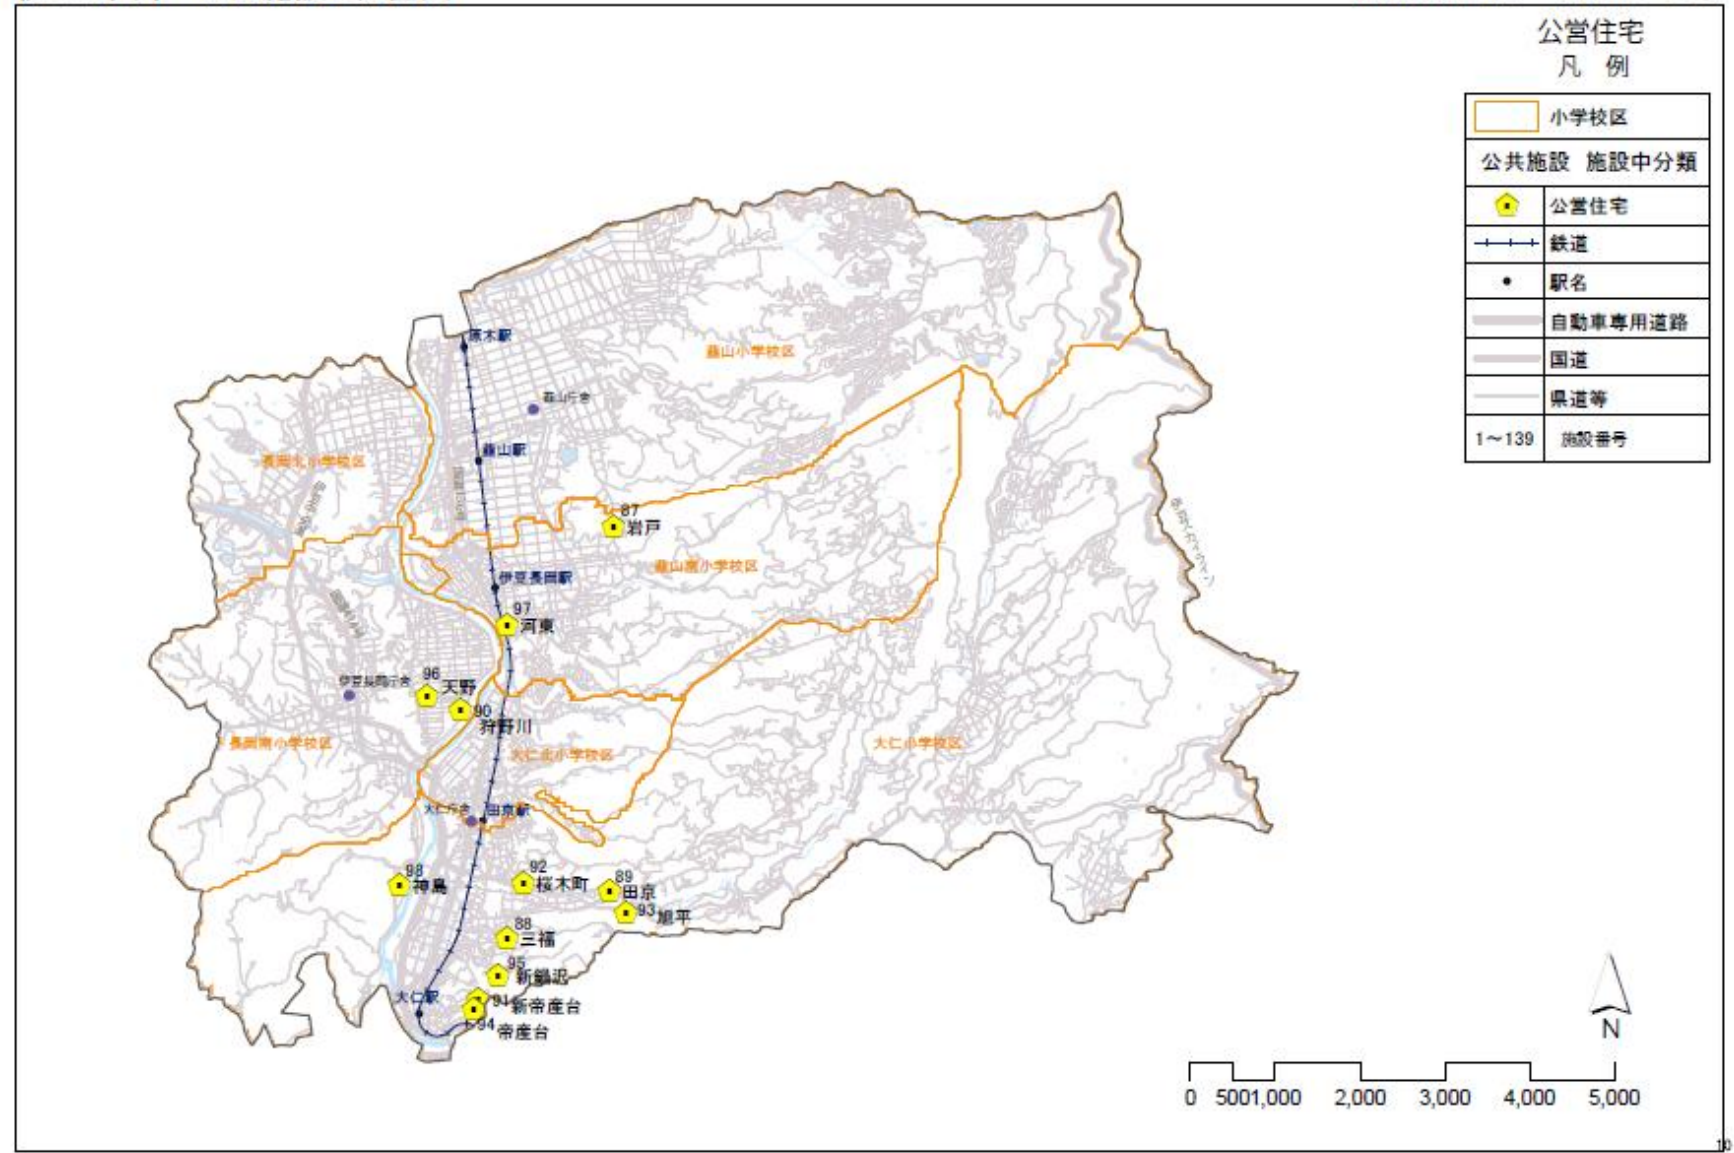 公営住宅
凡 例
小学校区
公共施設 施設中分類
公営住宅
鉄道
駅名
自動車専用道路
国道
県道等
1～139 施設番号
原木駅
韮山小学校区
韮山庁舎
韮山駅
長岡北小学校区
87
岩戸
韮山南小学校区
伊豆長岡駅
97
河東
伊豆長岡庁舎
96
天野
90
狩野川
長岡南小学校区
大仁北小学校区
大仁小学校区
大仁庁舎
田京駅
98
神島
92
桜木町
89
田京
93 旭平
88
三福
95
新鍋沢
大仁駅
91
新帝産台
94 帝産台
N
0 500 1,000 2,000 3,000 4,000 5,000